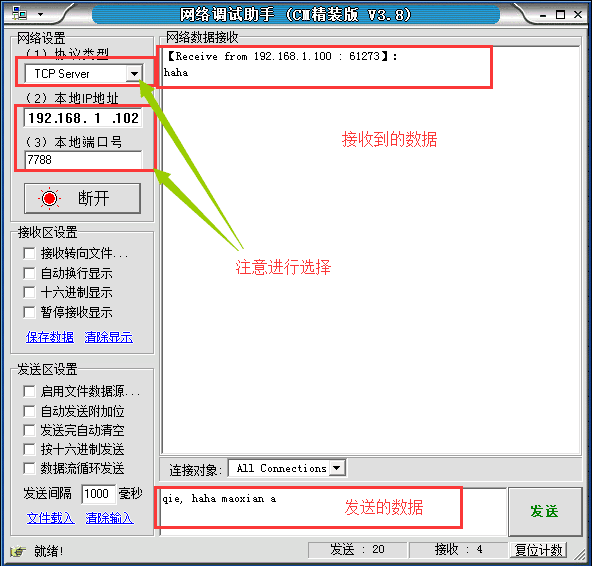 网络调试助手 (CM精装版 V3.8)
网络设置
(1) 协议类型
TCP Server
(2) 本地IP地址
192.168. 1 .102
(3) 本地端口号
7788
断开
接收区设置
接收转向文件...
自动换行显示
十六进制显示
暂停接收显示
保存数据 清除显示
发送区设置
启用文件数据源...
自动发送附加位
发送完自动清空
按十六进制发送
数据流循环发送
发送间隔 1000 毫秒
文件载入 清除输入
网络数据接收
【Receive from 192.168.1.100 : 61273】:
haha
接收到的数据
注意进行选择
连接对象: All Connections
qie, haha maoxian a
发送的数据
发送
就绪!
发送 : 20
接收 : 4
复位计数